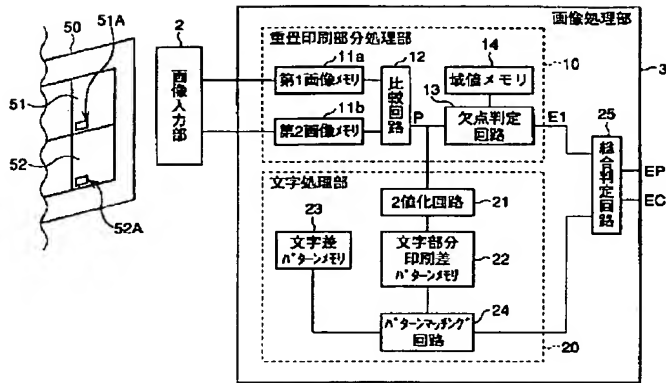 画像処理部
50
51A
2
重畳印刷部分処理部
11a
12
14
10
3
51
画像入力部
第1画像メモリ
比較回路
域値メモリ
13
25
11b
第2画像メモリ
P
欠点判定
回路
E1
総合判定回路
EP
EC
52
52A
文字処理部
2値化回路
21
23
文字差
パターンメモリ
文字部分
印刷差
パターンメモリ
22
24
パターンマッチング
回路
20